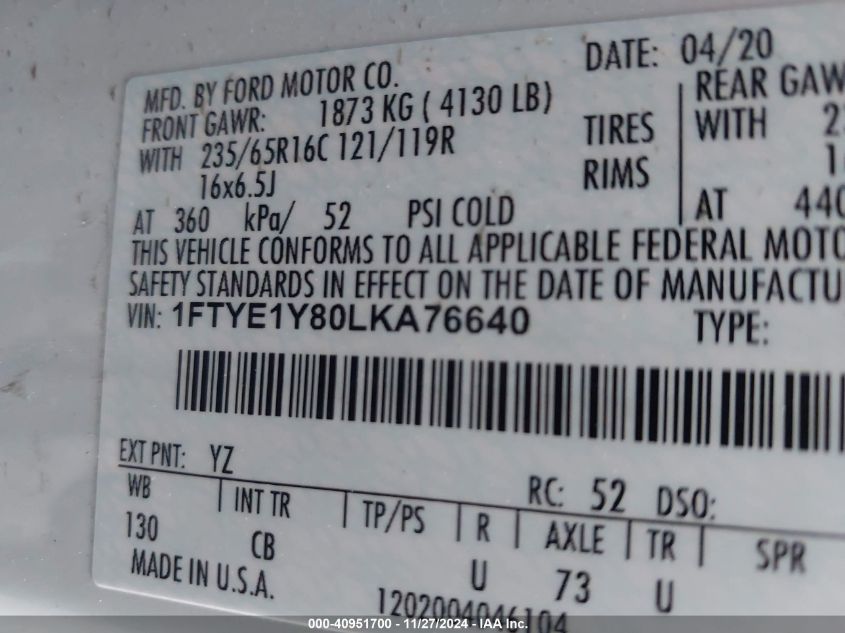 DATE: 04/20
MFD. BY FORD MOTOR CO.
FRONT GAWR: 1873 KG ( 4130 LB) REAR GAW
WITH 235/65R16C 121/119R TIRES WITH
16x6.5J RIMS
AT 360 kPa/ 52 PSI COLD AT 440
THIS VEHICLE CONFORMS TO ALL APPLICABLE FEDERAL MOTO
SAFETY STANDARDS IN EFFECT ON THE DATE OF MANUFACTU
VIN: 1FTYE1Y80LKA76640 TYPE:
EXT PNT: YZ RC: 52 DSO:
WB INT TR TP/PS R AXLE TR SPR
130 CB U 73 U
MADE IN U.S.A. 1202004046104
000-40951700 - 11/27/2024 - IAA Inc.